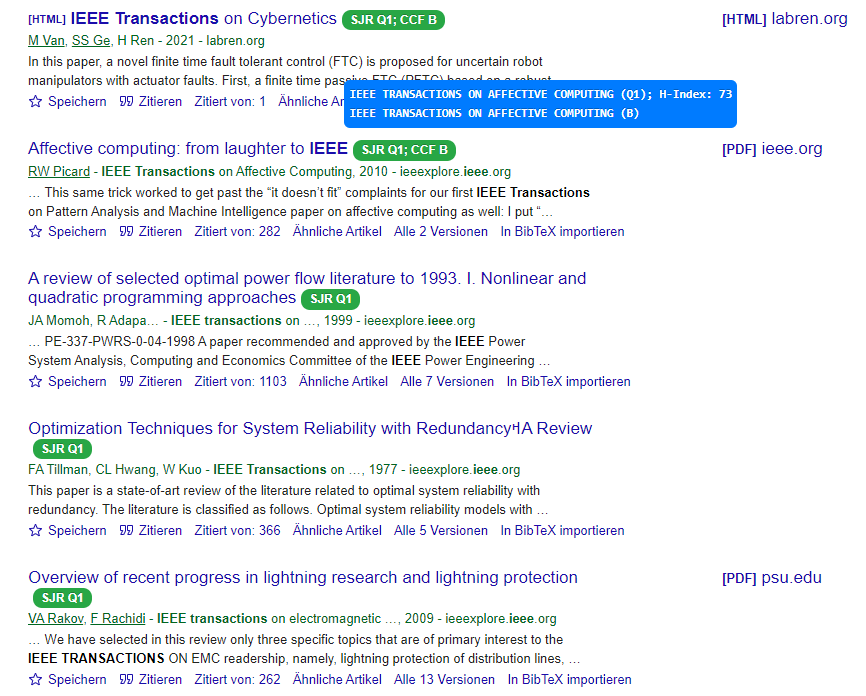 [HTML] IEEE Transactions on Cybernetics SJR Q1; CCF B [HTML] labren.org
M Van, SS Ge, H Ren - 2021 - labren.org
In this paper, a novel finite time fault tolerant control (FTC) is proposed for uncertain robot
manipulators with actuator faults. First, a finite time passive FTC (PFTC) based on a robust
Speichern Zitieren Zitiert von: 1 Ähnliche Ar
IEEE TRANSACTIONS ON AFFECTIVE COMPUTING (Q1); H-Index: 73
IEEE TRANSACTIONS ON AFFECTIVE COMPUTING (B)
Affective computing: from laughter to IEEE SJR Q1; CCF B [PDF] ieee.org
RW Picard - IEEE Transactions on Affective Computing, 2010 - ieeexplore.ieee.org
... This same trick worked to get past the “it doesn’t fit” complaints for our first IEEE Transactions
on Pattern Analysis and Machine Intelligence paper on affective computing as well: I put “…
Speichern Zitieren Zitiert von: 282 Ähnliche Artikel Alle 2 Versionen In BibTeX importieren
A review of selected optimal power flow literature to 1993. I. Nonlinear and
quadratic programming approaches SJR Q1
JA Momoh, R Adapa… - IEEE transactions on …, 1999 - ieeexplore.ieee.org
... PE-337-PWRS-0-04-1998 A paper recommended and approved by the IEEE Power
System Analysis, Computing and Economics Committee of the IEEE Power Engineering …
Speichern Zitieren Zitiert von: 1103 Ähnliche Artikel Alle 7 Versionen In BibTeX importieren
Optimization Techniques for System Reliability with RedundancyߞA Review
SJR Q1
FA Tillman, CL Hwang, W Kuo - IEEE Transactions on …, 1977 - ieeexplore.ieee.org
This paper is a state-of-art review of the literature related to optimal system reliability with
redundancy. The literature is classified as follows. Optimal system reliability models with …
Speichern Zitieren Zitiert von: 366 Ähnliche Artikel Alle 5 Versionen In BibTeX importieren
Overview of recent progress in lightning research and lightning protection [PDF] psu.edu
SJR Q1
VA Rakov, F Rachidi - IEEE transactions on electromagnetic …, 2009 - ieeexplore.ieee.org
... We have selected in this review only three specific topics that are of primary interest to the
IEEE TRANSACTIONS ON EMC readership, namely, lightning protection of distribution lines, …
Speichern Zitieren Zitiert von: 262 Ähnliche Artikel Alle 13 Versionen In BibTeX importieren